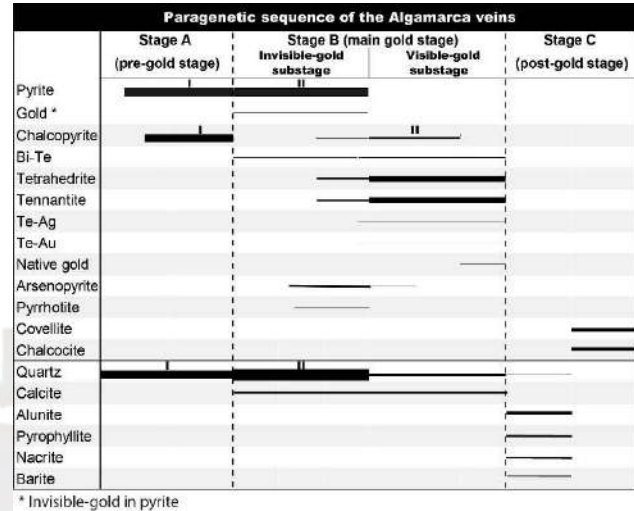 Paragenetic sequence of the Algamarca veins
Stage A Stage B (main gold stage) Stage C
(pre-gold stage) Invisible-gold substage Visible-gold substage (post-gold stage)
Pyrite I II
Gold *
Chalcopyrite I II
Bi-Te
Tetrahedrite
Tennantite
Te-Ag
Te-Au
Native gold
Arsenopyrite
Pyrrhotite
Covellite
Chalcocite
Quartz I II
Calcite
Alunite
Pyrophyllite
Nacrite
Barite
* Invisible-gold in pyrite